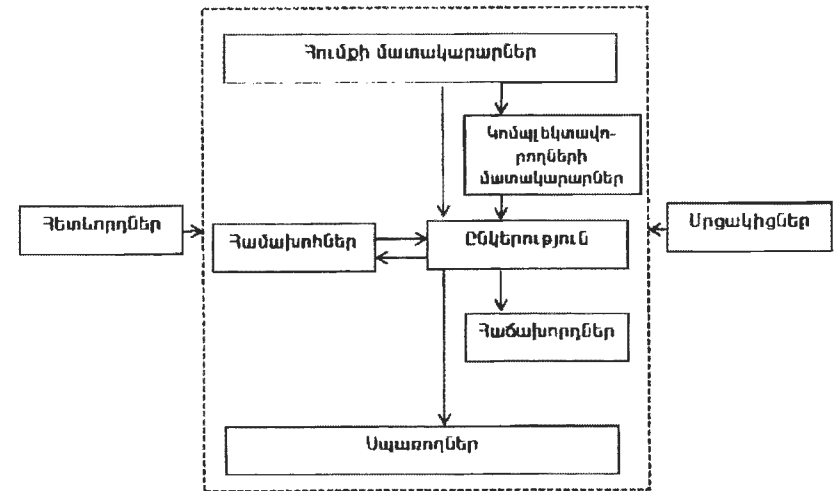 Հումքի մատակարարներ
Կոմպլեկտավո-
րողների
մատակարարներ
Հետևորդներ
Համախոհներ
Ընկերություն
Մրցակիցներ
Հաճախորդներ
Սպառողներ